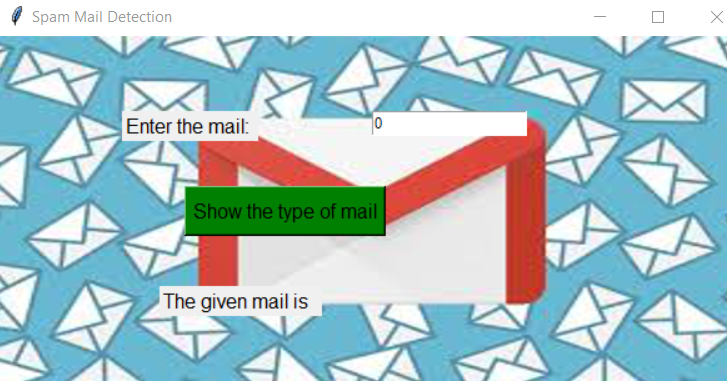 Spam Mail Detection
Enter the mail:
0
Show the type of mail
The given mail is